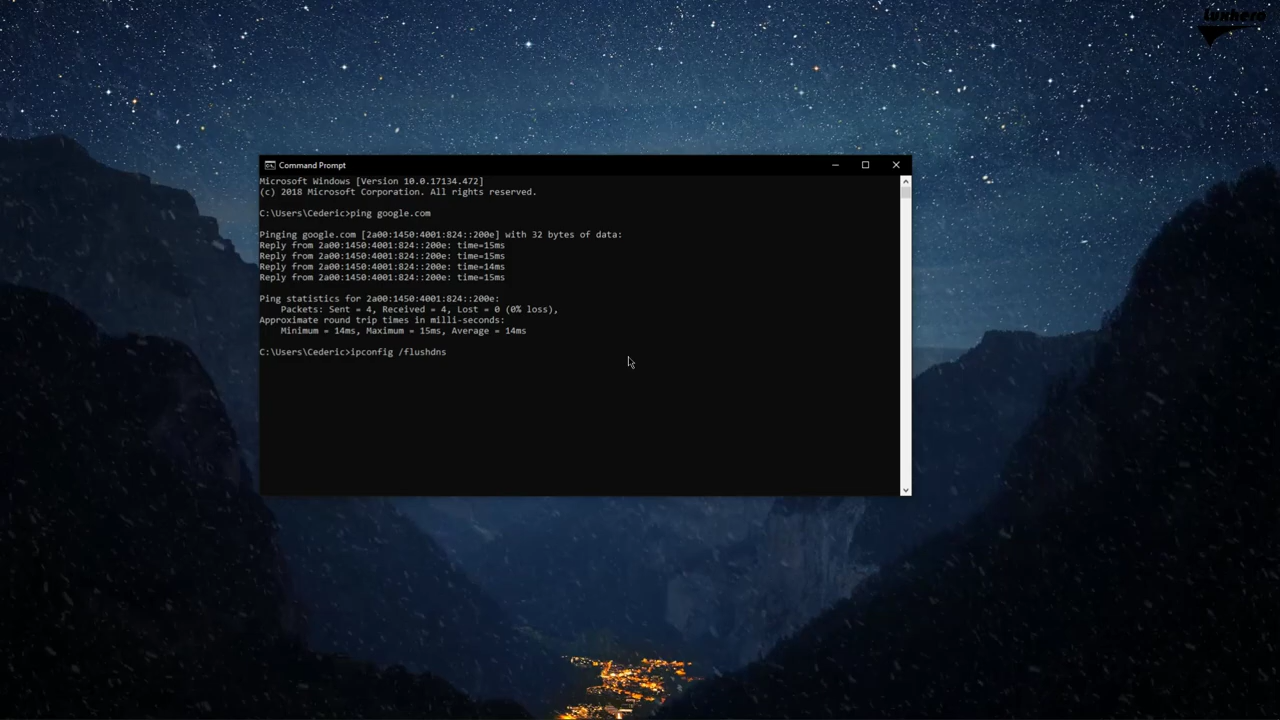 Luxhero
Command Prompt
Microsoft Windows [Version 10.0.17134.472]
(c) 2018 Microsoft Corporation. All rights reserved.
C:\Users\Cederic>ping google.com
Pinging google.com [2a00:1450:4001:824::200e] with 32 bytes of data:
Reply from 2a00:1450:4001:824::200e: time=15ms
Reply from 2a00:1450:4001:824::200e: time=15ms
Reply from 2a00:1450:4001:824::200e: time=14ms
Reply from 2a00:1450:4001:824::200e: time=15ms
Ping statistics for 2a00:1450:4001:824::200e:
Packets: Sent = 4, Received = 4, Lost = 0 (0% loss),
Approximate round trip times in milli-seconds:
Minimum = 14ms, Maximum = 15ms, Average = 14ms
C:\Users\Cederic>ipconfig /flushdns